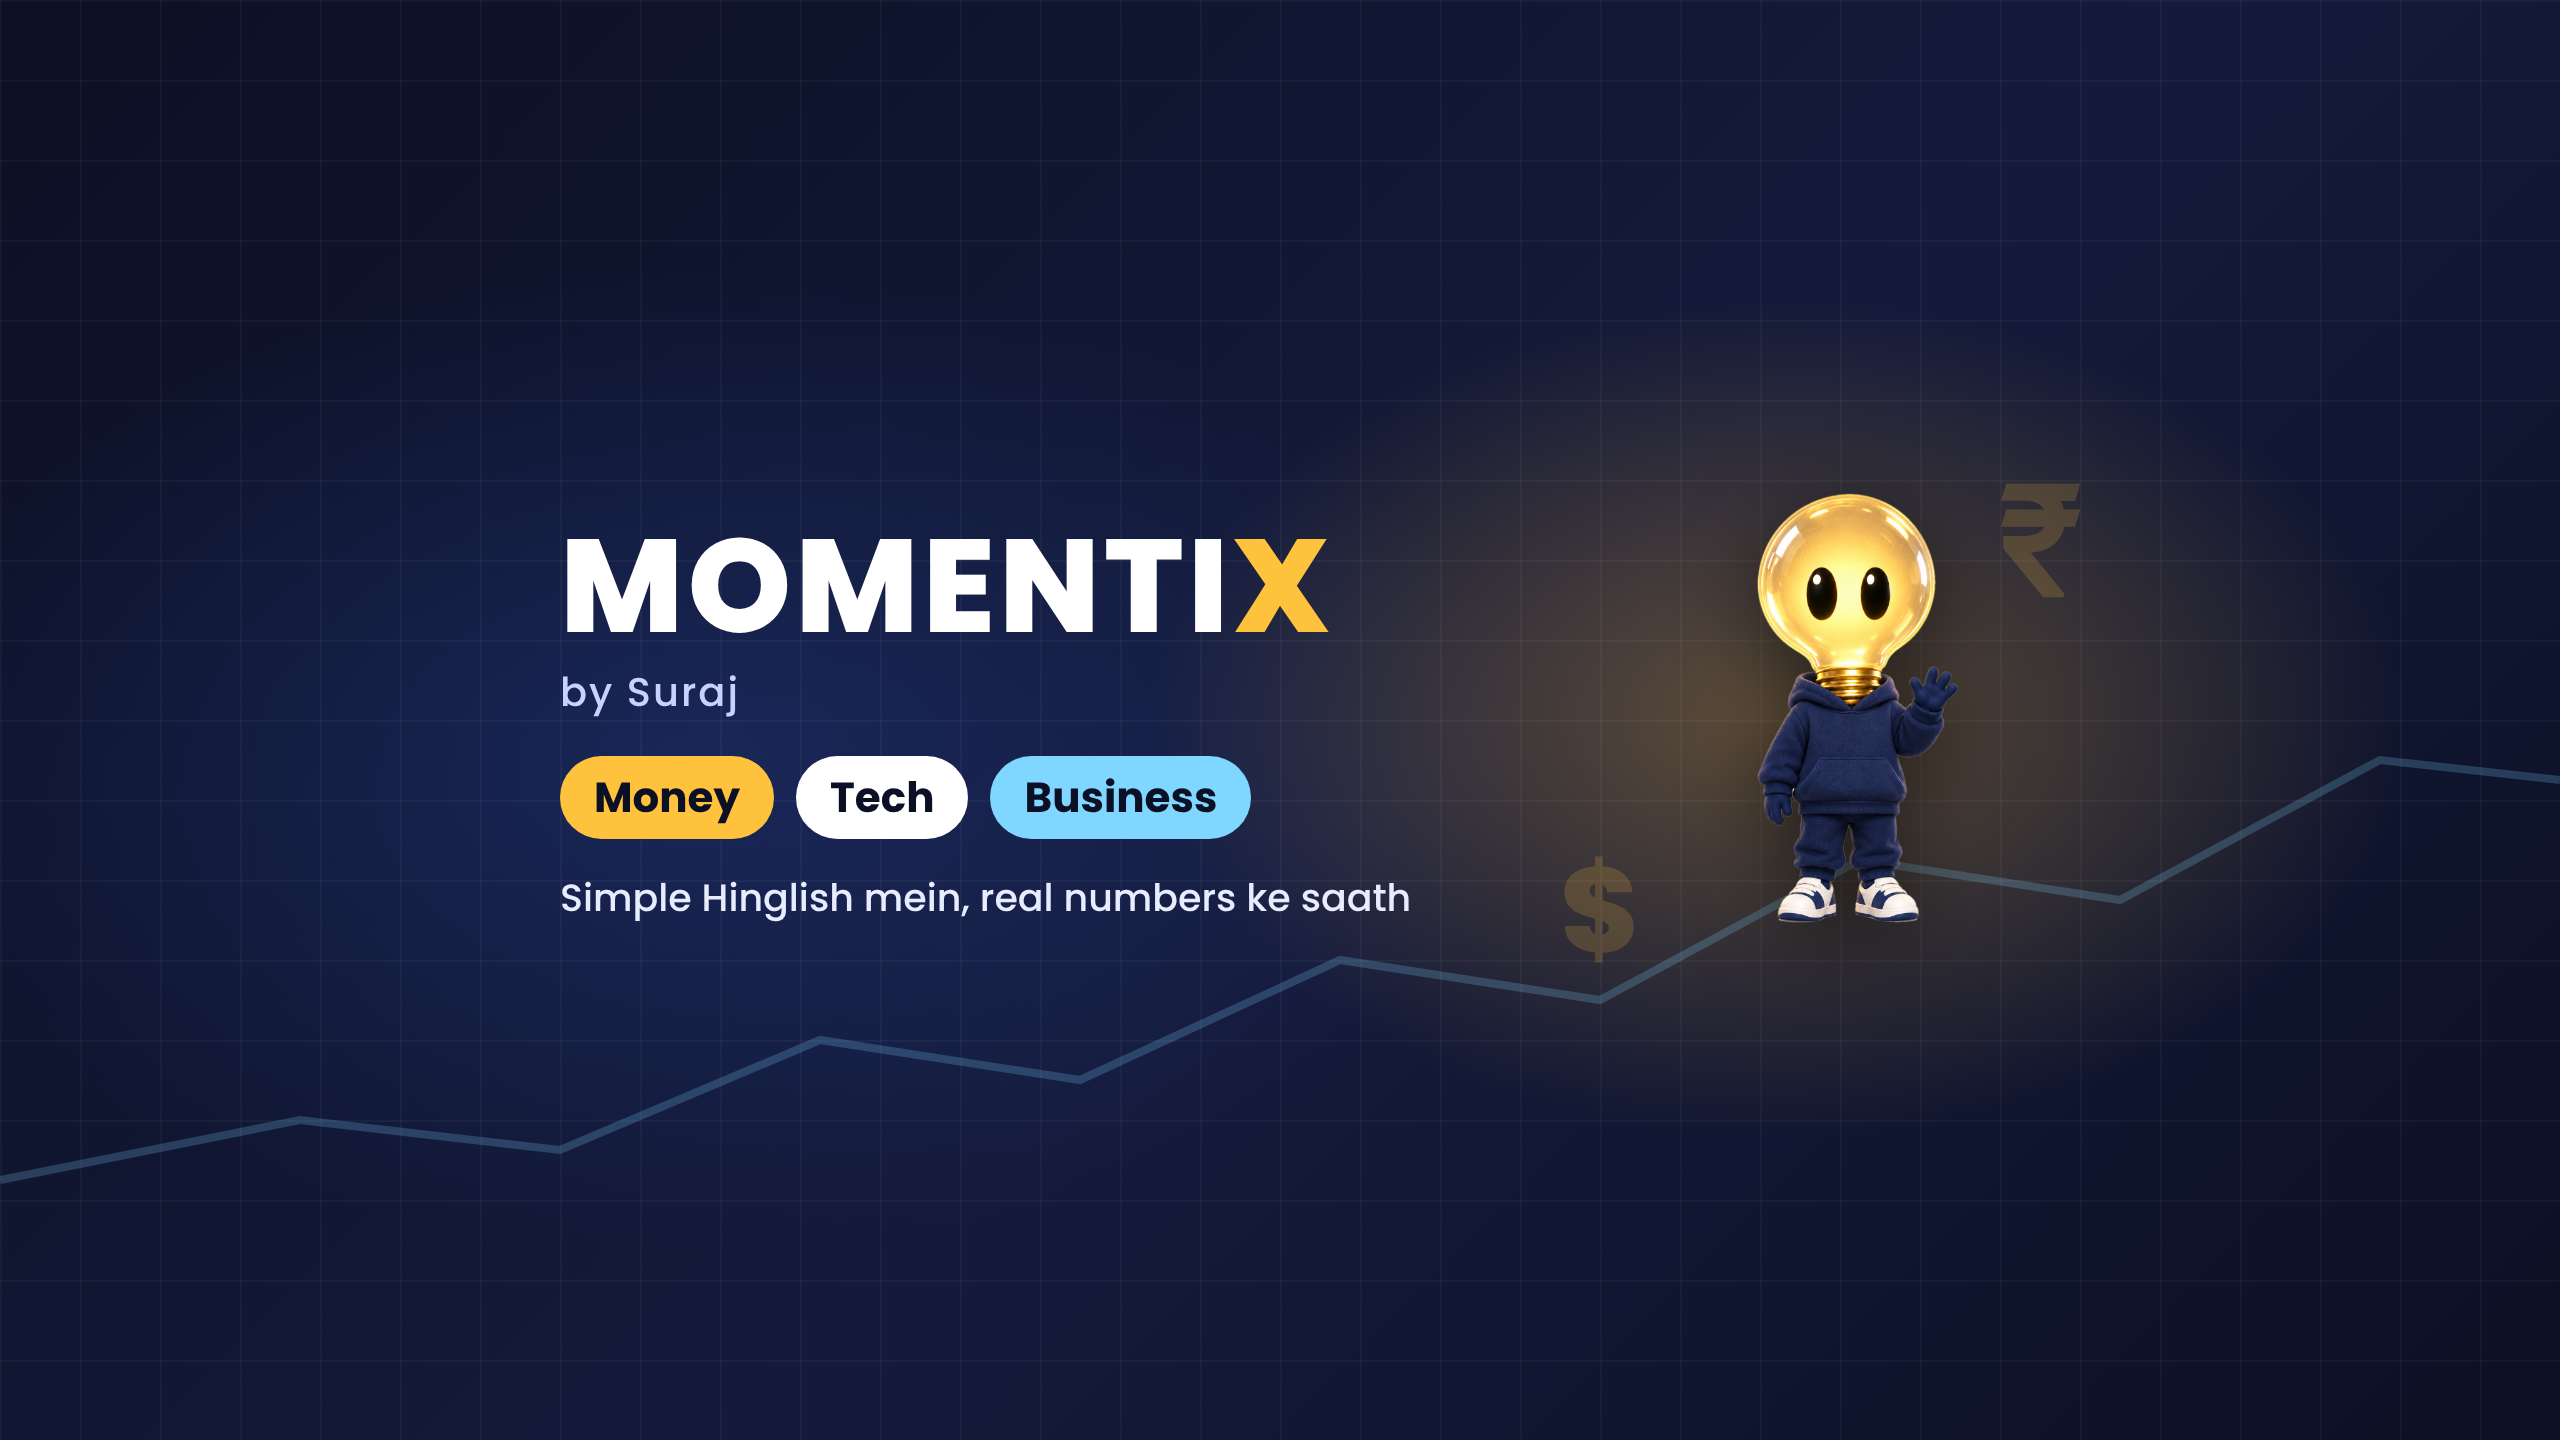 MOMENTIX
by Suraj
Money Tech Business
Simple Hinglish mein, real numbers ke saath
₹
$